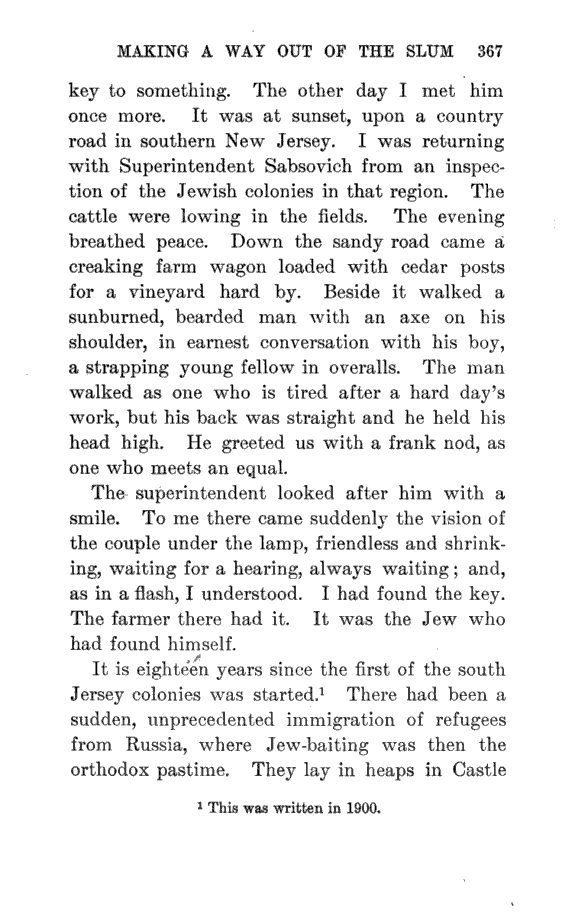 MAKING A WAY OUT OF THE SLUM 367
key to something. The other day I met him
once more. It was at sunset, upon a country
road in southern New Jersey. I was returning
with Superintendent Sabsovich from an inspec-
tion of the Jewish colonies in that region. The
cattle were lowing in the fields. The evening
breathed peace. Down the sandy road came a
creaking farm wagon loaded with cedar posts
for a vineyard hard by. Beside it walked a
sunburned, bearded man with an axe on his
shoulder, in earnest conversation with his boy,
a strapping young fellow in overalls. The man
walked as one who is tired after a hard day's
work, but his back was straight and he held his
head high. He greeted us with a frank nod, as
one who meets an equal.
The superintendent looked after him with a
smile. To me there came suddenly the vision of
the couple under the lamp, friendless and shrink-
ing, waiting for a hearing, always waiting; and,
as in a flash, I understood. I had found the key.
The farmer there had it. It was the Jew who
had found himself.
It is eighteen years since the first of the south
Jersey colonies was started.¹ There had been a
sudden, unprecedented immigration of refugees
from Russia, where Jew-baiting was then the
orthodox pastime. They lay in heaps in Castle
¹ This was written in 1900.